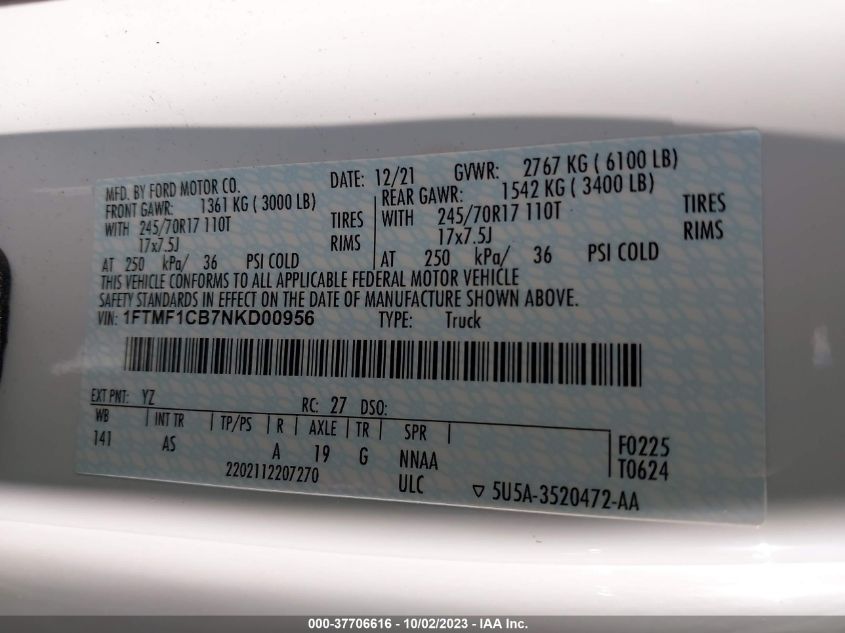 MFD. BY FORD MOTOR CO. DATE: 12/21 GVWR: 2767 KG ( 6100 LB)
FRONT GAWR: 1361 KG ( 3000 LB) REAR GAWR: 1542 KG ( 3400 LB)
WITH 245/70R17 110T TIRES WITH 245/70R17 110T TIRES
17x7.5J RIMS 17x7.5J RIMS
AT 250 kPa/ 36 PSI COLD AT 250 kPa/ 36 PSI COLD
THIS VEHICLE CONFORMS TO ALL APPLICABLE FEDERAL MOTOR VEHICLE
SAFETY STANDARDS IN EFFECT ON THE DATE OF MANUFACTURE SHOWN ABOVE.
VIN: 1FTMF1CB7NKD00956 TYPE: Truck
EXT PNT: YZ RC: 27 DSO:
WB INT TR TP/PS R AXLE TR SPR
141 AS A 19 G NNAA F0225
2202112207270 ULC T0624
5U5A-3520472-AA
000-37706616 - 10/02/2023 - IAA Inc.